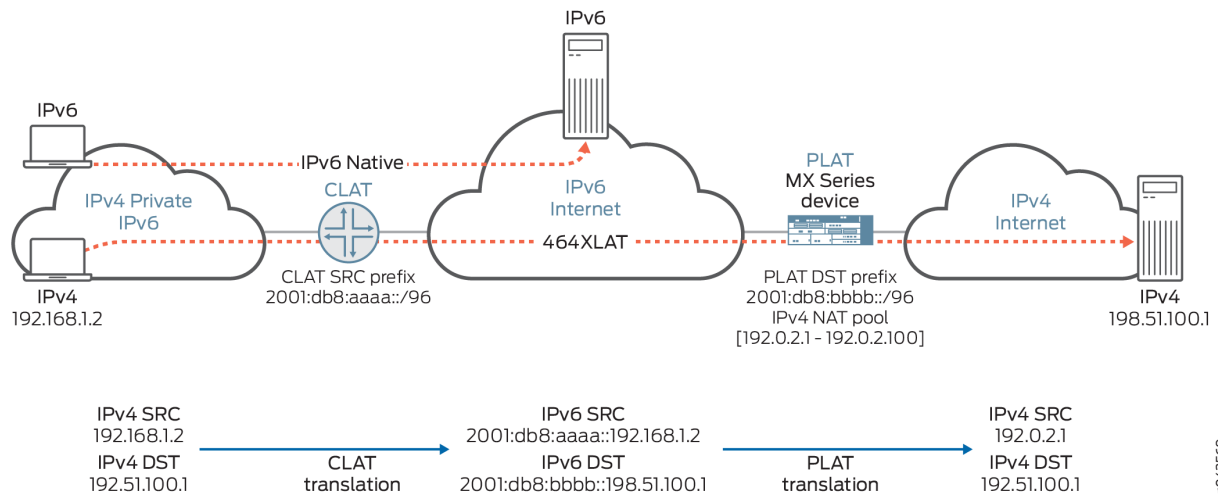 IPv6
IPv6
IPv6 Native
IPv4 Private
IPv6
CLAT
IPv6
Internet
PLAT
MX Series
device
IPv4
Internet
464XLAT
CLAT SRC prefix
2001:db8:aaaa::/96
PLAT DST prefix
2001:db8:bbbb::/96
IPv4 NAT pool
[192.0.2.1 - 192.0.2.100]
IPv4
192.168.1.2
IPv4
198.51.100.1
IPv4 SRC
192.168.1.2
IPv4 DST
192.51.100.1
CLAT
translation
IPv6 SRC
2001:db8:aaaa::192.168.1.2
IPv6 DST
2001:db8:bbbb::198.51.100.1
PLAT
translation
IPv4 SRC
192.0.2.1
IPv4 DST
192.51.100.1